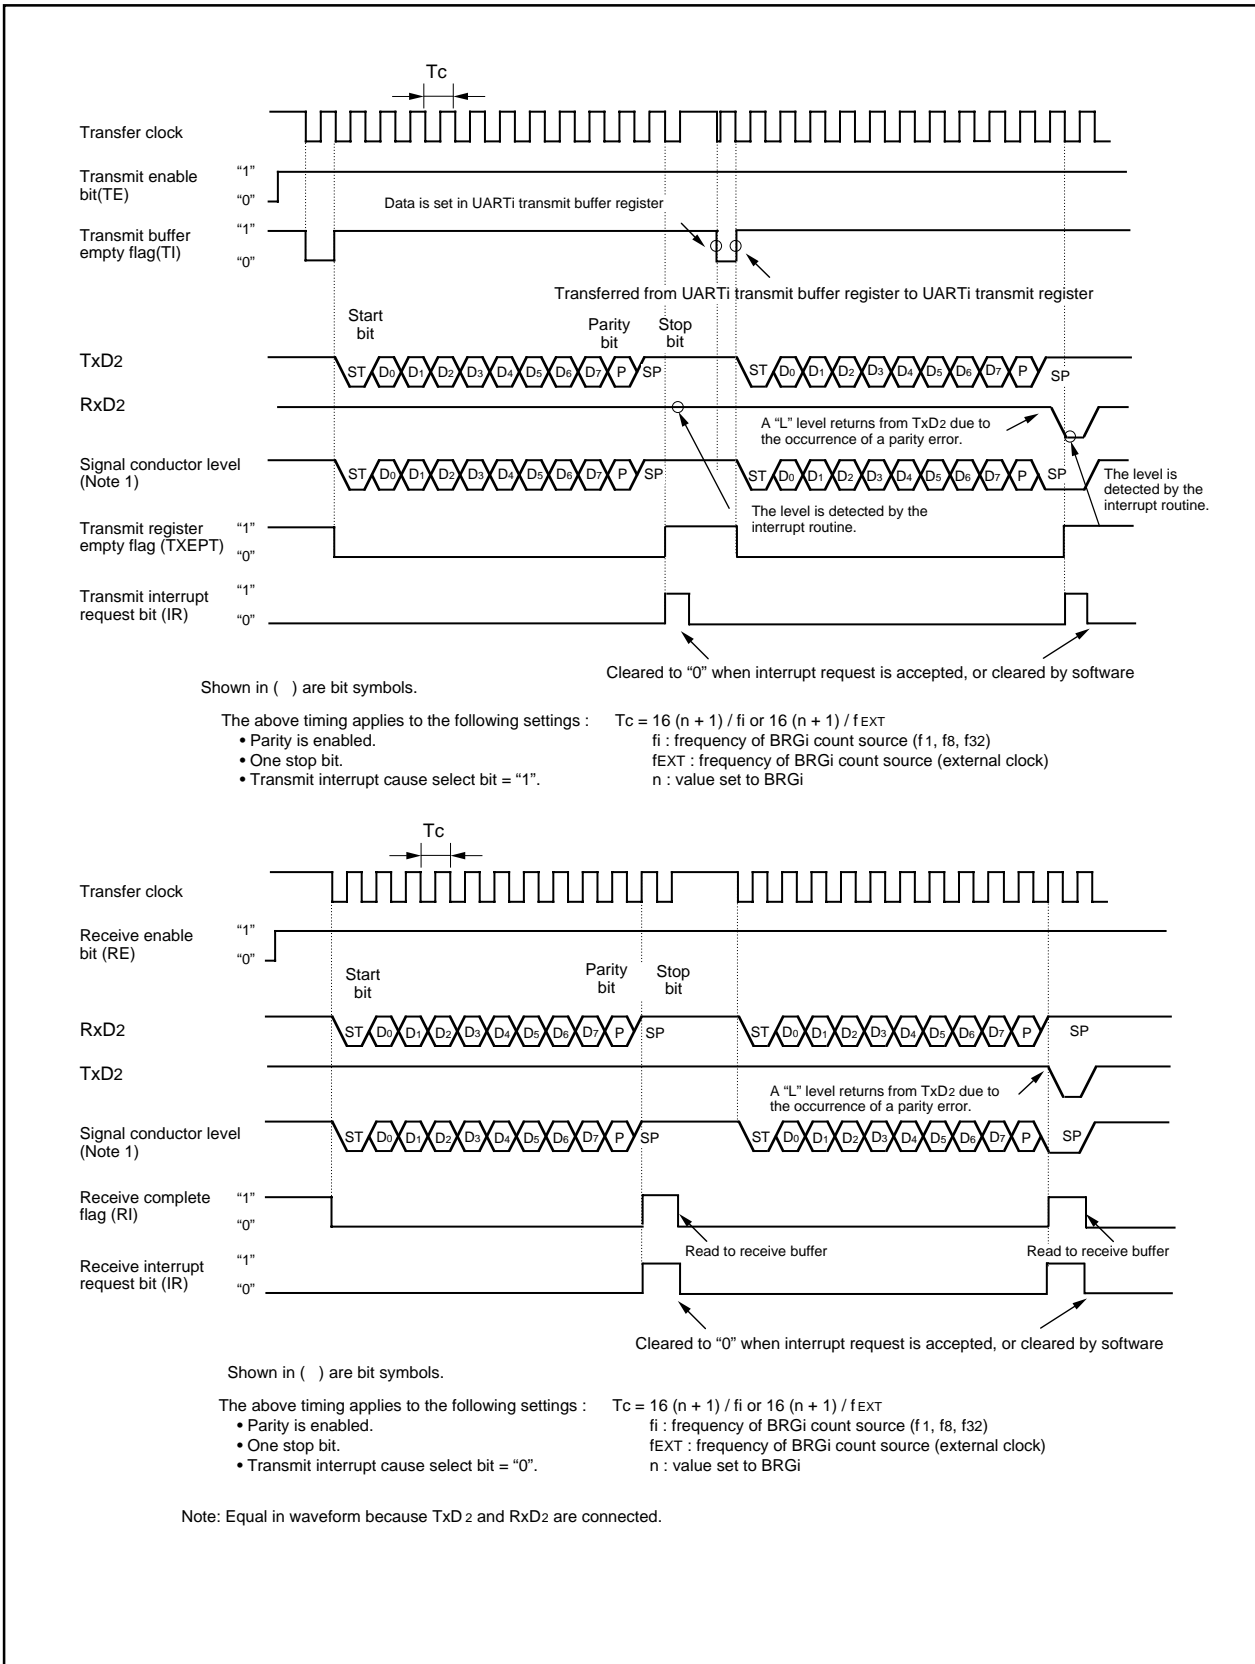 Tc
Transfer clock
Transmit enable
bit(TE)
“1”
“0”
Data is set in UARTi transmit buffer register
Transmit buffer
empty flag(TI)
“1”
“0”
Transferred from UARTi transmit buffer register to UARTi transmit register
Start
bit
Parity
bit
Stop
bit
TxD2
ST D0 D1 D2 D3 D4 D5 D6 D7 P SP
ST D0 D1 D2 D3 D4 D5 D6 D7 P SP
RxD2
A “L” level returns from TxD2 due to
the occurrence of a parity error.
Signal conductor level
(Note 1)
ST D0 D1 D2 D3 D4 D5 D6 D7 P SP
ST D0 D1 D2 D3 D4 D5 D6 D7 P SP
The level is
detected by the
interrupt routine.
The level is detected by the
interrupt routine.
Transmit register
empty flag (TXEPT)
“1”
“0”
Transmit interrupt
request bit (IR)
“1”
“0”
Cleared to “0” when interrupt request is accepted, or cleared by software
Shown in ( ) are bit symbols.
The above timing applies to the following settings :
• Parity is enabled.
• One stop bit.
• Transmit interrupt cause select bit = “1”.
Tc = 16 (n + 1) / fi or 16 (n + 1) / fEXT
fi : frequency of BRGi count source (f1, f8, f32)
fEXT : frequency of BRGi count source (external clock)
n : value set to BRGi
Tc
Transfer clock
Receive enable
bit (RE)
“1”
“0”
Start
bit
Parity
bit
Stop
bit
RxD2
ST D0 D1 D2 D3 D4 D5 D6 D7 P SP
ST D0 D1 D2 D3 D4 D5 D6 D7 P SP
TxD2
A “L” level returns from TxD2 due to
the occurrence of a parity error.
Signal conductor level
(Note 1)
ST D0 D1 D2 D3 D4 D5 D6 D7 P SP
ST D0 D1 D2 D3 D4 D5 D6 D7 P SP
Receive complete
flag (RI)
“1”
“0”
Read to receive buffer
Read to receive buffer
Receive interrupt
request bit (IR)
“1”
“0”
Cleared to “0” when interrupt request is accepted, or cleared by software
Shown in ( ) are bit symbols.
The above timing applies to the following settings :
• Parity is enabled.
• One stop bit.
• Transmit interrupt cause select bit = “0”.
Tc = 16 (n + 1) / fi or 16 (n + 1) / fEXT
fi : frequency of BRGi count source (f1, f8, f32)
fEXT : frequency of BRGi count source (external clock)
n : value set to BRGi
Note: Equal in waveform because TxD2 and RxD2 are connected.